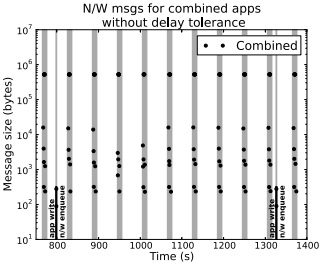 N/W msgs for combined apps
without delay tolerance
Combined
Message size (bytes)
10^7
10^6
10^5
10^4
10^3
10^2
10^1
app write
n/w enqueue
app write
n/w enqueue
800 900 1000 1100 1200 1300 1400
Time (s)